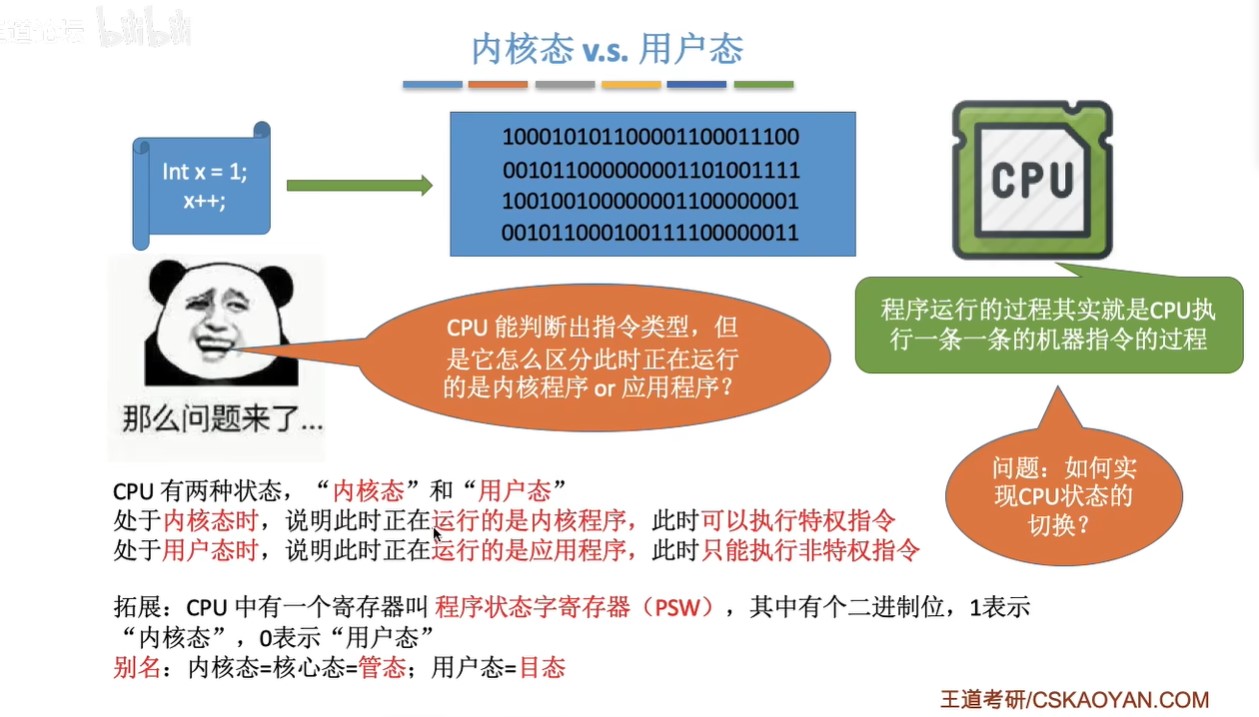 道论坛 bilibili
内核态 v.s. 用户态
Int x = 1;
x++;
100010101100001100011100
001011000000001101001111
100100100000001100000001
001011000100111100000011
CPU
程序运行的过程其实就是CPU执
行一条一条的机器指令的过程
CPU 能判断出指令类型，但
是它怎么区分此时正在运行
的是内核程序 or 应用程序？
那么问题来了...
问题：如何实
现CPU状态的
切换？
CPU 有两种状态，“内核态”和“用户态”
处于内核态时，说明此时正在运行的是内核程序，此时可以执行特权指令
处于用户态时，说明此时正在运行的是应用程序，此时只能执行非特权指令
拓展：CPU 中有一个寄存器叫 程序状态字寄存器（PSW），其中有个二进制位，1表示
“内核态”，0表示“用户态”
别名：内核态=核心态=管态；用户态=目态
王道考研/CSKAOYAN.COM